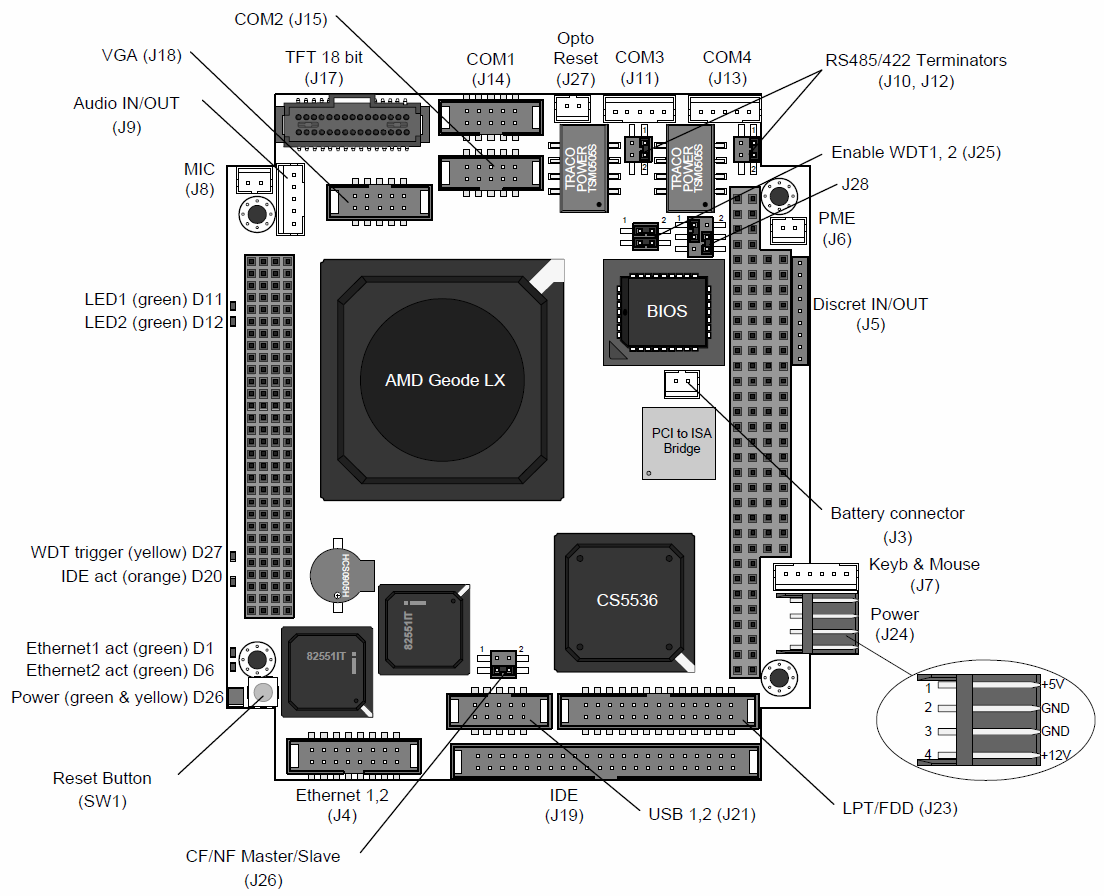 COM2 (J15)
VGA (J18)
TFT 18 bit
(J17)
COM1
(J14)
Opto
Reset
(J27)
COM3
(J11)
COM4
(J13)
RS485/422 Terminators
(J10, J12)
Audio IN/OUT
(J9)
MIC
(J8)
TRACO
POWER
TSM0505S
1
2
TRACO
POWER
TSM0505S
1
2
Enable WDT1, 2 (J25)
J28
PME
(J6)
1
2
1
2
LED1 (green) D11
LED2 (green) D12
BIOS
Discret IN/OUT
(J5)
AMD Geode LX
PCI to ISA
Bridge
Battery connector
(J3)
WDT trigger (yellow) D27
IDE act (orange) D20
HCS0905H
CS5536
Keyb & Mouse
(J7)
Power
(J24)
82551IT
i
82551IT
i
Ethernet1 act (green) D1
Ethernet2 act (green) D6
Power (green & yellow) D26
1
2
1
+5V
2
GND
3
GND
4
+12V
Reset Button
(SW1)
Ethernet 1,2
(J4)
IDE
(J19)
USB 1,2 (J21)
LPT/FDD (J23)
CF/NF Master/Slave
(J26)